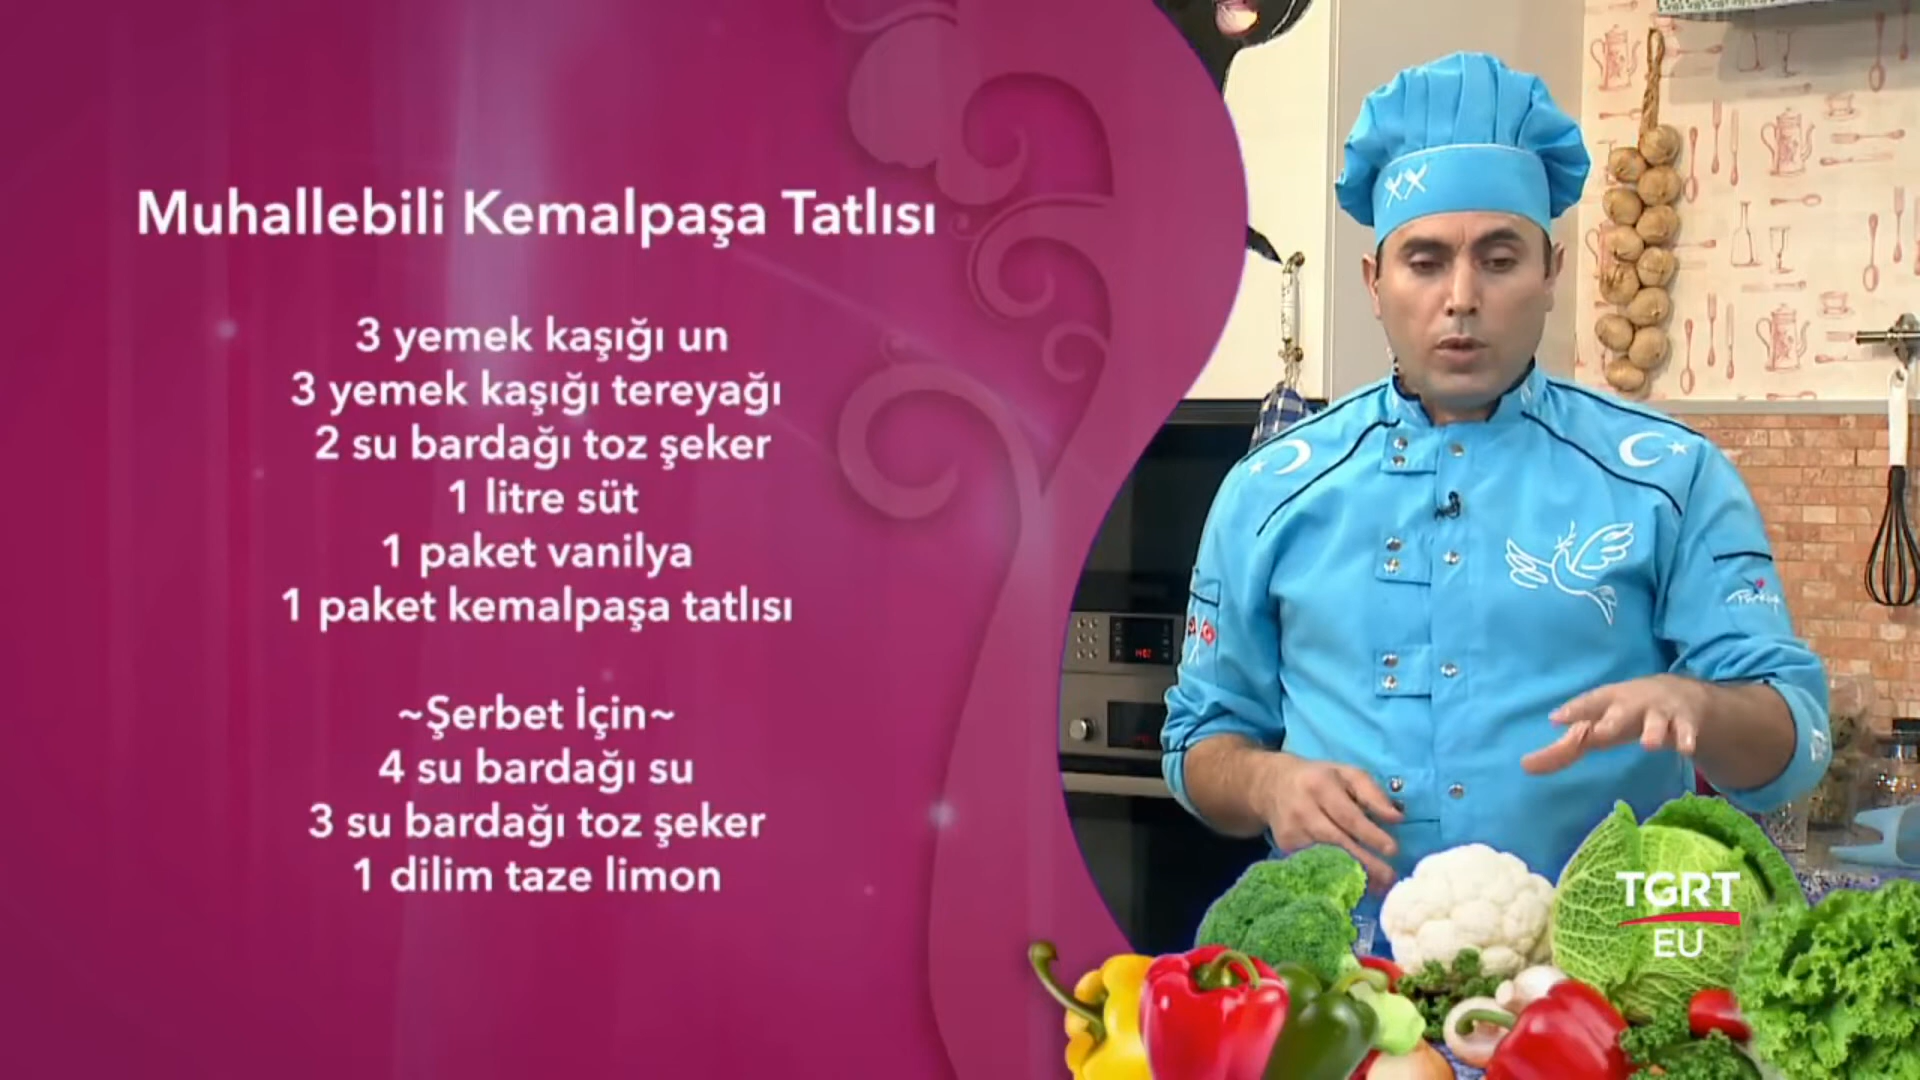 Muhallebili Kemalpaşa Tatlısı
3 yemek kaşığı un
3 yemek kaşığı tereyağı
2 su bardağı toz şeker
1 litre süt
1 paket vanilya
1 paket kemalpaşa tatlısı
~Şerbet İçin~
4 su bardağı su
3 su bardağı toz şeker
1 dilim taze limon
TGRT
EU